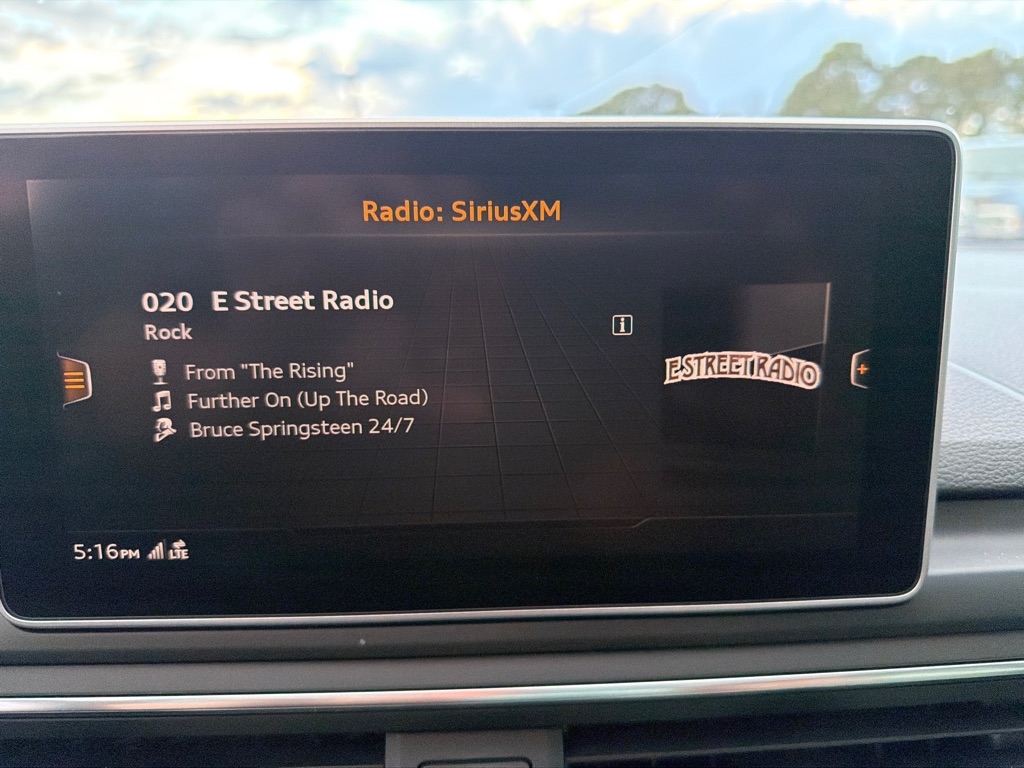 Radio: SiriusXM
020 E Street Radio
Rock
i
From "The Rising"
E STREET RADIO
Further On (Up The Road)
Bruce Springsteen 24/7
5:16PM LTE